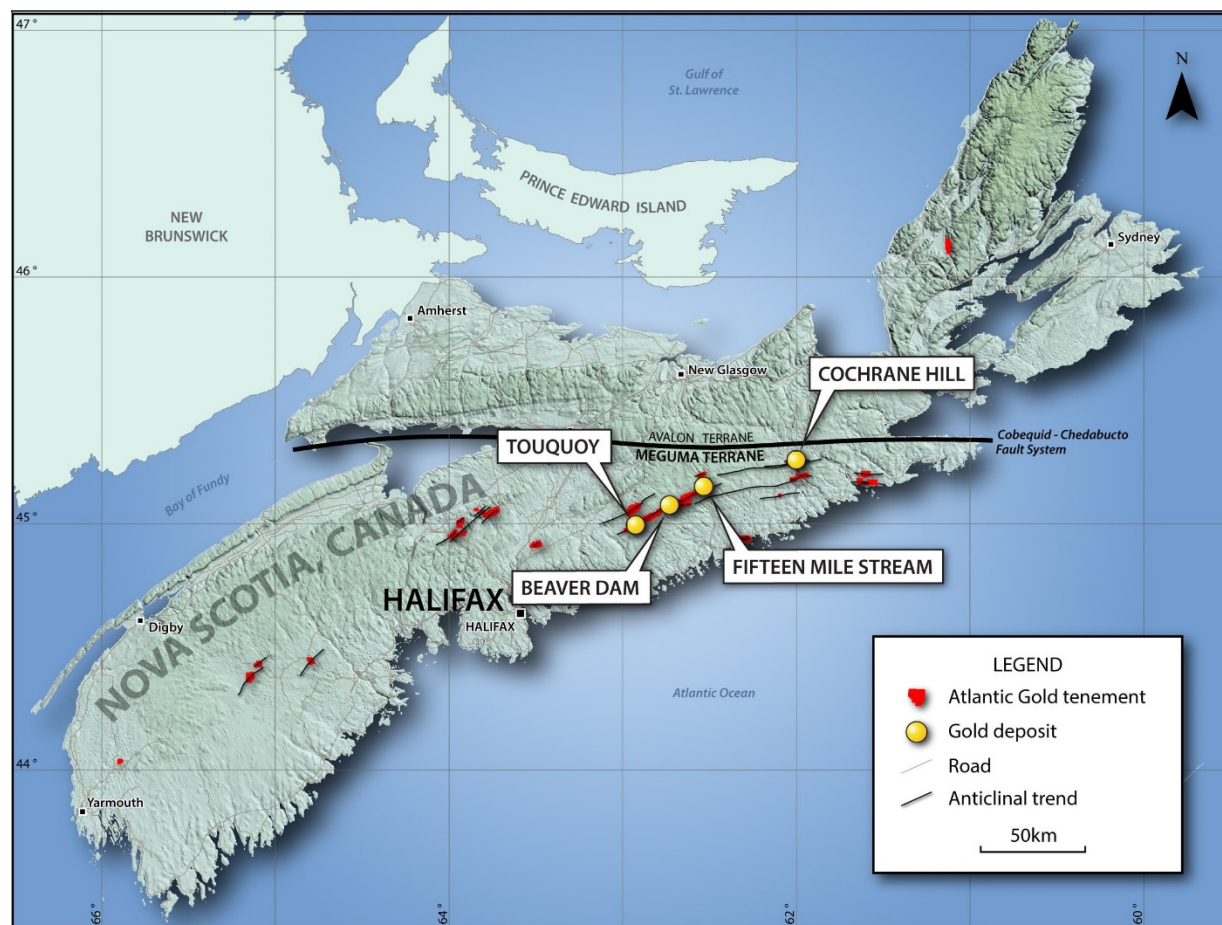 47°
Gulf of
St. Lawrence
N
PRINCE EDWARD ISLAND
NEW
BRUNSWICK
Sydney
46°
Amherst
New Glasgow
COCHRANE HILL
TOUQUOY
AVALON TERRANE
MEGUMA TERRANE
Cobequid - Chedabucto
Fault System
Bay of Fundy
45°
NOVA SCOTIA, CANADA
FIFTEEN MILE STREAM
BEAVER DAM
HALIFAX
HALIFAX
Digby
Atlantic Ocean
LEGEND
Atlantic Gold tenement
Gold deposit
Road
Anticlinal trend
50km
44°
Yarmouth
66°
64°
62°
60°